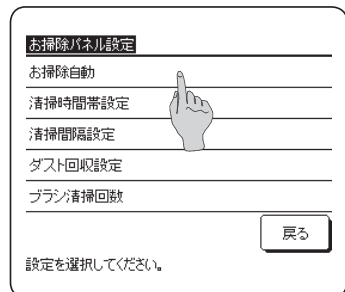 お掃除パネル設定
お掃除自動
清掃時間帯設定
清掃間隔設定
ダスト回収設定
ブラシ清掃回数
戻る
設定を選択してください。